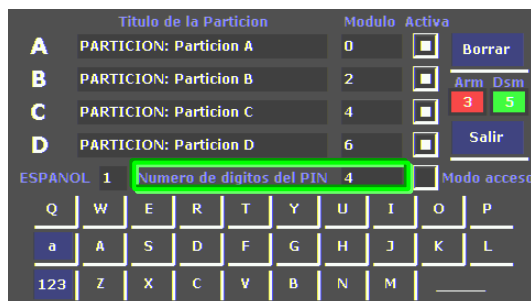 Titulo de la Particion Modulo Activa
A PARTICION: Particion A 0 Borrar
B PARTICION: Particion B 2 Arm Dsm
C PARTICION: Particion C 4 3 5
D PARTICION: Particion D 6 Salir
ESPANOL 1 Numero de digitos del PIN 4 Modo acceso
Q W E R T Y U I O P
a A S D F G H J K L
123 Z X C V B N M